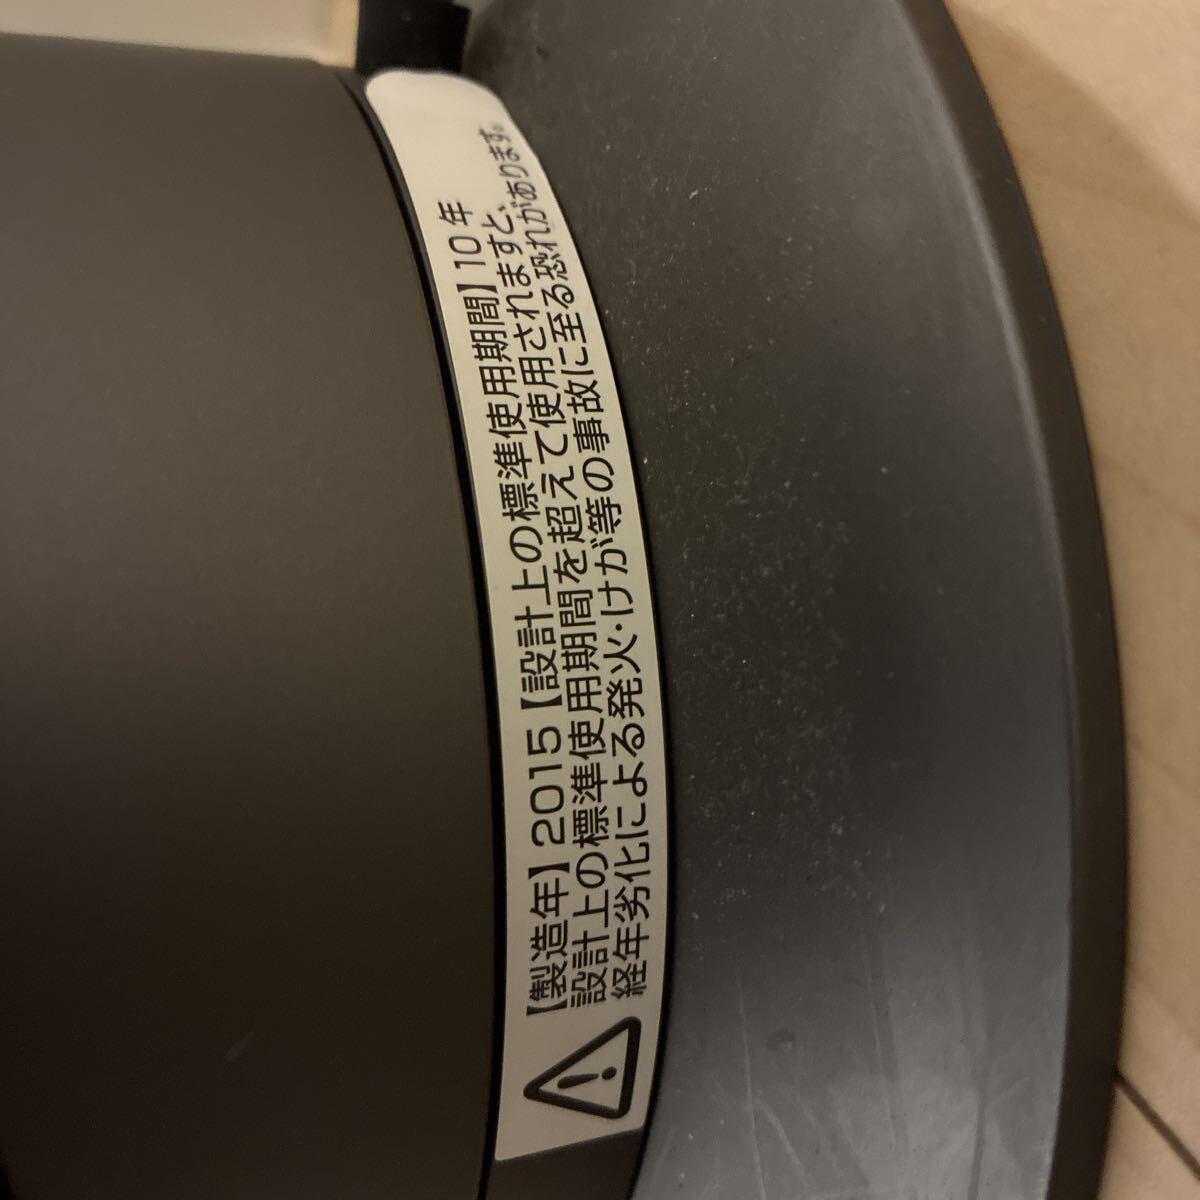 【製造年】2015【設計上の標準使用期間】10年
設計上の標準使用期間を超えて使用されますと、
経年劣化による発火・けが等の事故に至る恐れがあります。